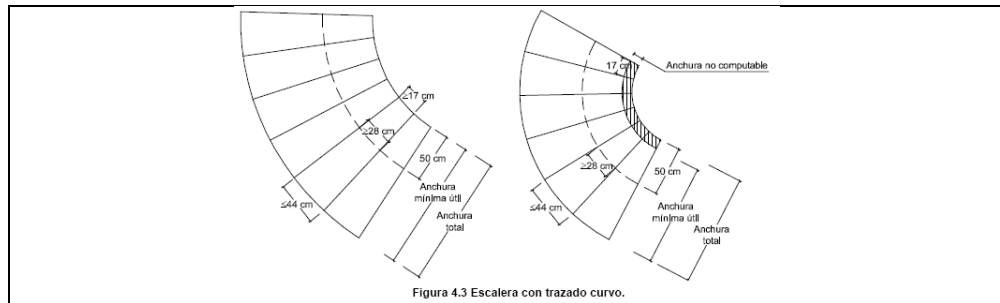 ≥17 cm
≥28 cm
50 cm
Anchura
mínima útil
Anchura
total
≤44 cm
17 cm
Anchura no computable
≥28 cm
50 cm
Anchura
mínima útil
Anchura
total
≤44 cm
Figura 4.3 Escalera con trazado curvo.